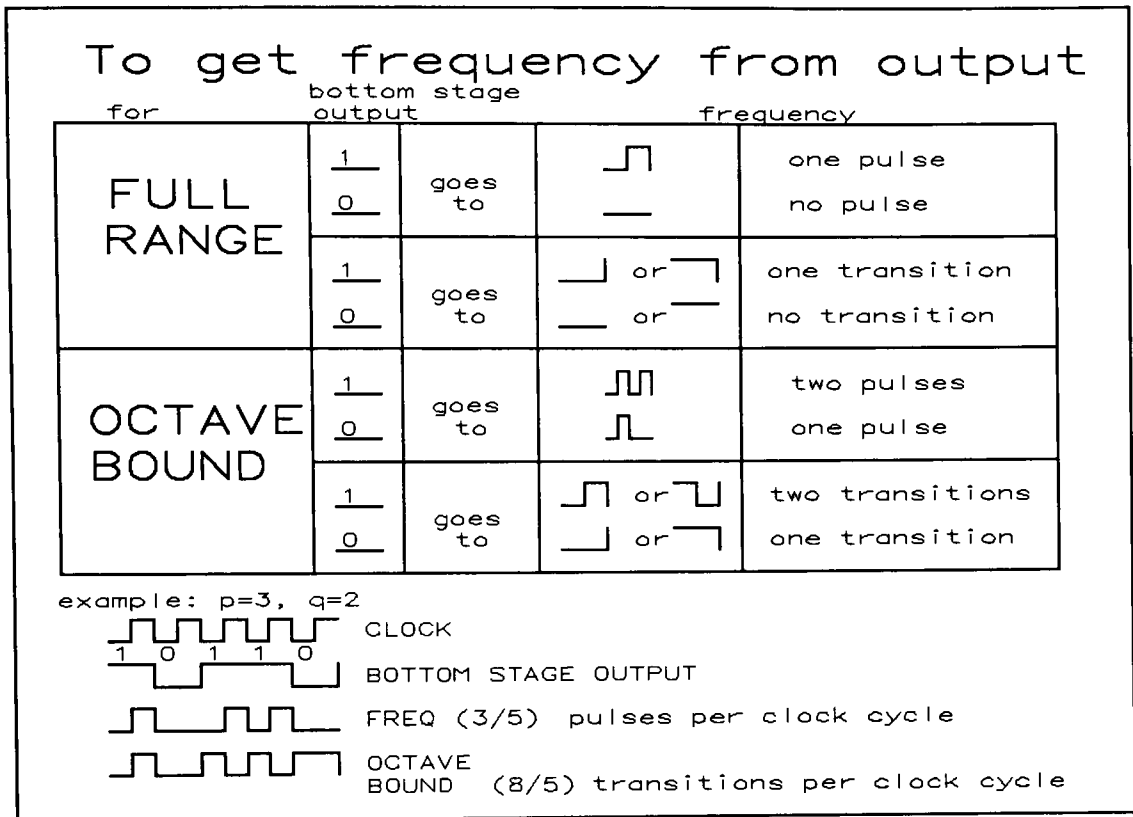 To get frequency from output
for
bottom stage
output
frequency
FULL
RANGE
1
0
goes
to
one pulse
no pulse
1
0
goes
to
or
or
one transition
no transition
OCTAVE
BOUND
1
0
goes
to
two pulses
one pulse
1
0
goes
to
or
or
two transitions
one transition
example: p=3, q=2
CLOCK
1 0 1 1 0
BOTTOM STAGE OUTPUT
FREQ (3/5) pulses per clock cycle
OCTAVE
BOUND (8/5) transitions per clock cycle